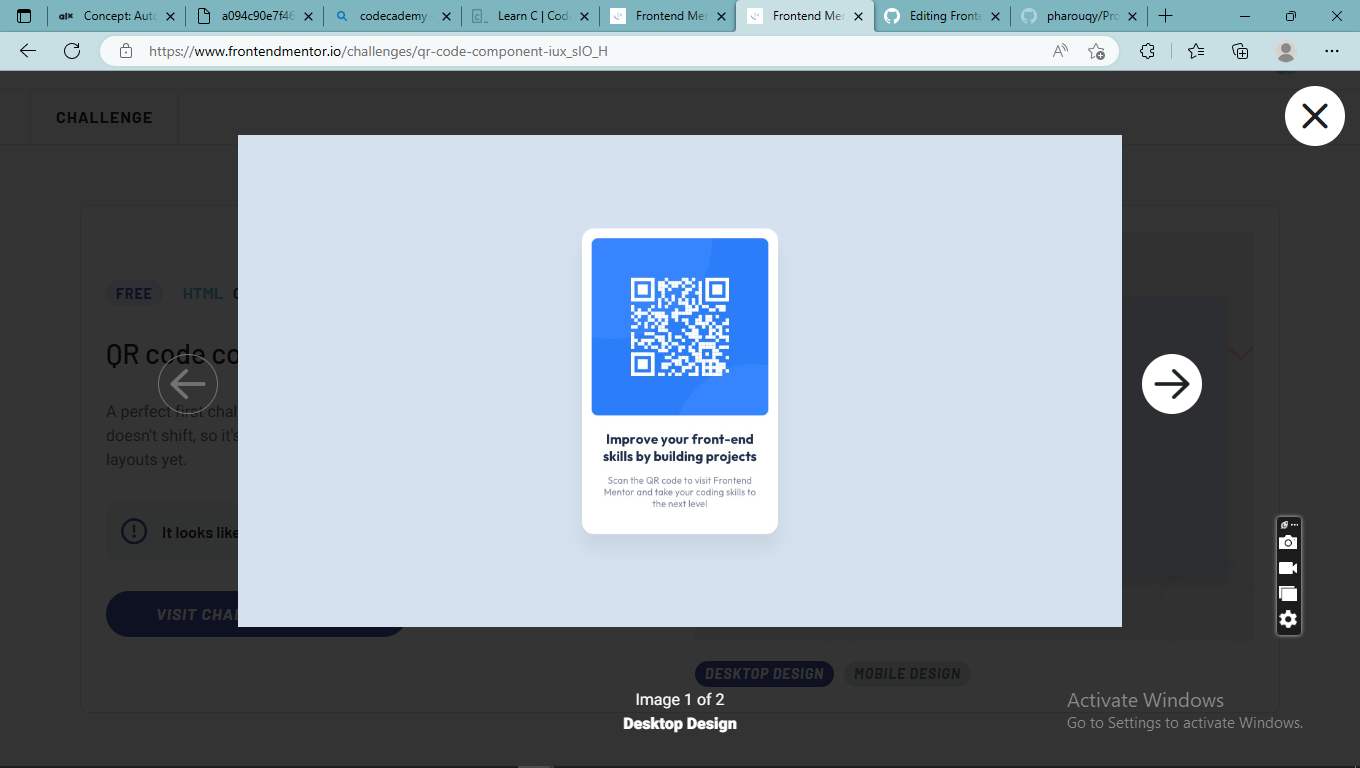 Concept: Aut
a094c90e7f46
codecademy
Learn C | Cod
Frontend Me
Frontend Me
Editing Fronte
pharouqy/Pro
https://www.frontendmentor.io/challenges/qr-code-component-iux_sIO_H
CHALLENGE
FREE HTML
QR code co
A perfect first chal
doesn't shift, so it's
layouts yet.
It looks like
VISIT CHA
Improve your front-end
skills by building projects
Scan the QR code to visit Frontend
Mentor and take your coding skills to
the next level
DESKTOP DESIGN MOBILE DESIGN
Image 1 of 2
Desktop Design
Activate Windows
Go to Settings to activate Windows.